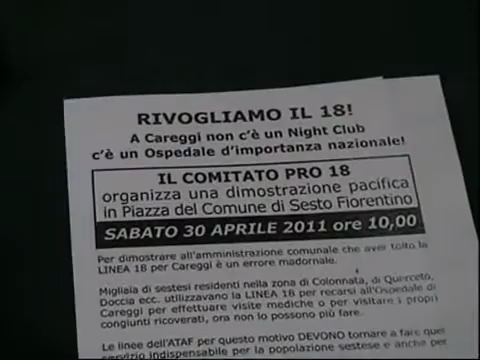 RIVOGLIAMO IL 18!
A Careggi non c'è un Night Club
c'è un Ospedale d'importanza nazionale!
IL COMITATO PRO 18
organizza una dimostrazione pacifica
in Piazza del Comune di Sesto Fiorentino
SABATO 30 APRILE 2011 ore 10,00
Per dimostrare all'amministrazione comunale che aver tolto la
LINEA 18 per Careggi è un errore madornale.
Migliaia di sestesi residenti nella zona di Colonnata, di Querceto,
Doccia ecc. utilizzavano la LINEA 18 per recarsi all'Ospedale di
Careggi per effettuare visite mediche o per visitare i propri
congiunti ricoverati, ora non lo possono più fare.
Le linee dell'ATAF per questo motivo DEVONO tornare a fare quel
servizio indispensabile per la popolazione sestese e anche per